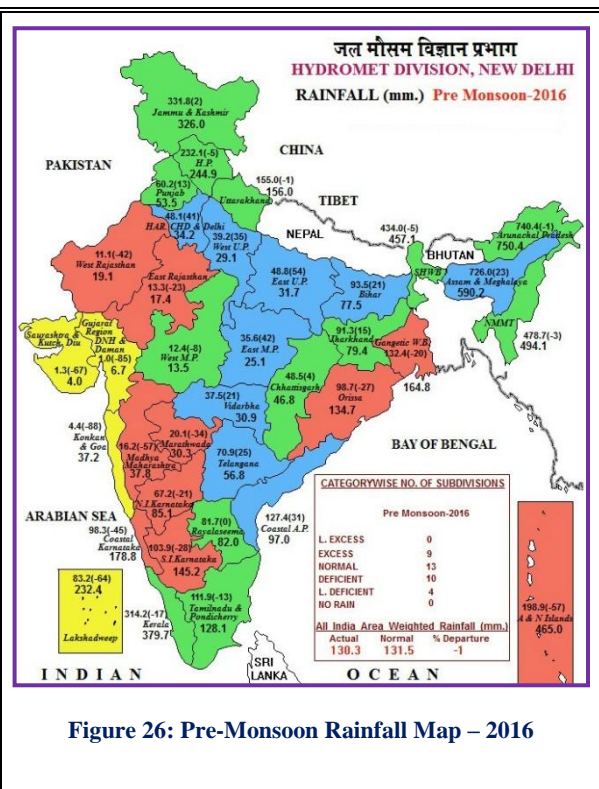 जल मौसम विज्ञान प्रभाग
HYDROMET DIVISION, NEW DELHI
RAINFALL (mm.) Pre Monsoon-2016
331.8(2)
Jammu & Kashmir
326.0
CHINA
PAKISTAN
232.1(-5)
H.P.
244.9
60.2(13)
Punjab
53.5
155.0(-1)
156.0
Uttarakhand
TIBET
48.1(41)
HAR. CHD & Delhi
34.2
39.2(35)
West U.P.
29.1
NEPAL
434.0(-5)
457.1
740.4(-1)
Arunachal Pradesh
750.4
BHUTAN
SHWB
726.0(23)
Assam & Meghalaya
590.2
11.1(-42)
West Rajasthan
19.1
East Rajasthan
13.3(-23)
17.4
48.8(54)
East U.P.
31.7
93.5(21)
Bihar
77.5
NMMT
478.7(-3)
494.1
Saurashtra &
Kutch, Diu
1.3(-67)
4.0
Gujarat
Region
DNH &
Daman
1.0(-85)
6.7
12.4(-8)
West M.P.
13.5
35.6(42)
East M.P.
25.1
91.3(15)
Jharkhand
79.4
Gangetic W.B.
132.4(-20)
164.8
48.5(4)
Chhattisgarh
46.8
98.7(-27)
Orissa
134.7
37.5(21)
Vidarbha
30.9
4.4(-88)
Konkan
& Goa
37.2
16.2(-57)
Madhya
Maharashtra
37.8
20.1(-34)
Marathwada
30.3
70.9(25)
Telangana
56.8
BAY OF BENGAL
67.2(-21)
N.I.Karnataka
85.1
ARABIAN SEA
98.3(-45)
Coastal
Karnataka
178.8
81.7(0)
Rayalaseema
82.0
127.4(31)
Coastal A.P.
97.0
103.9(-28)
S.I.Karnataka
145.2
83.2(-64)
232.4
Lakshadweep
314.2(-17)
Kerala
379.7
111.9(-13)
Tamilnadu &
Pondicherry
128.1
CATEGORYWISE NO. OF SUBDIVISIONS
Pre Monsoon-2016
L. EXCESS 0
EXCESS 9
NORMAL 13
DEFICIENT 10
L. DEFICIENT 4
NO RAIN 0
All India Area Weighted Rainfall (mm.)
Actual Normal % Departure
130.3 131.5 -1
198.9(-57)
A & N Islands
465.0
SRI
LANKA
INDIAN OCEAN
Figure 26: Pre-Monsoon Rainfall Map – 2016